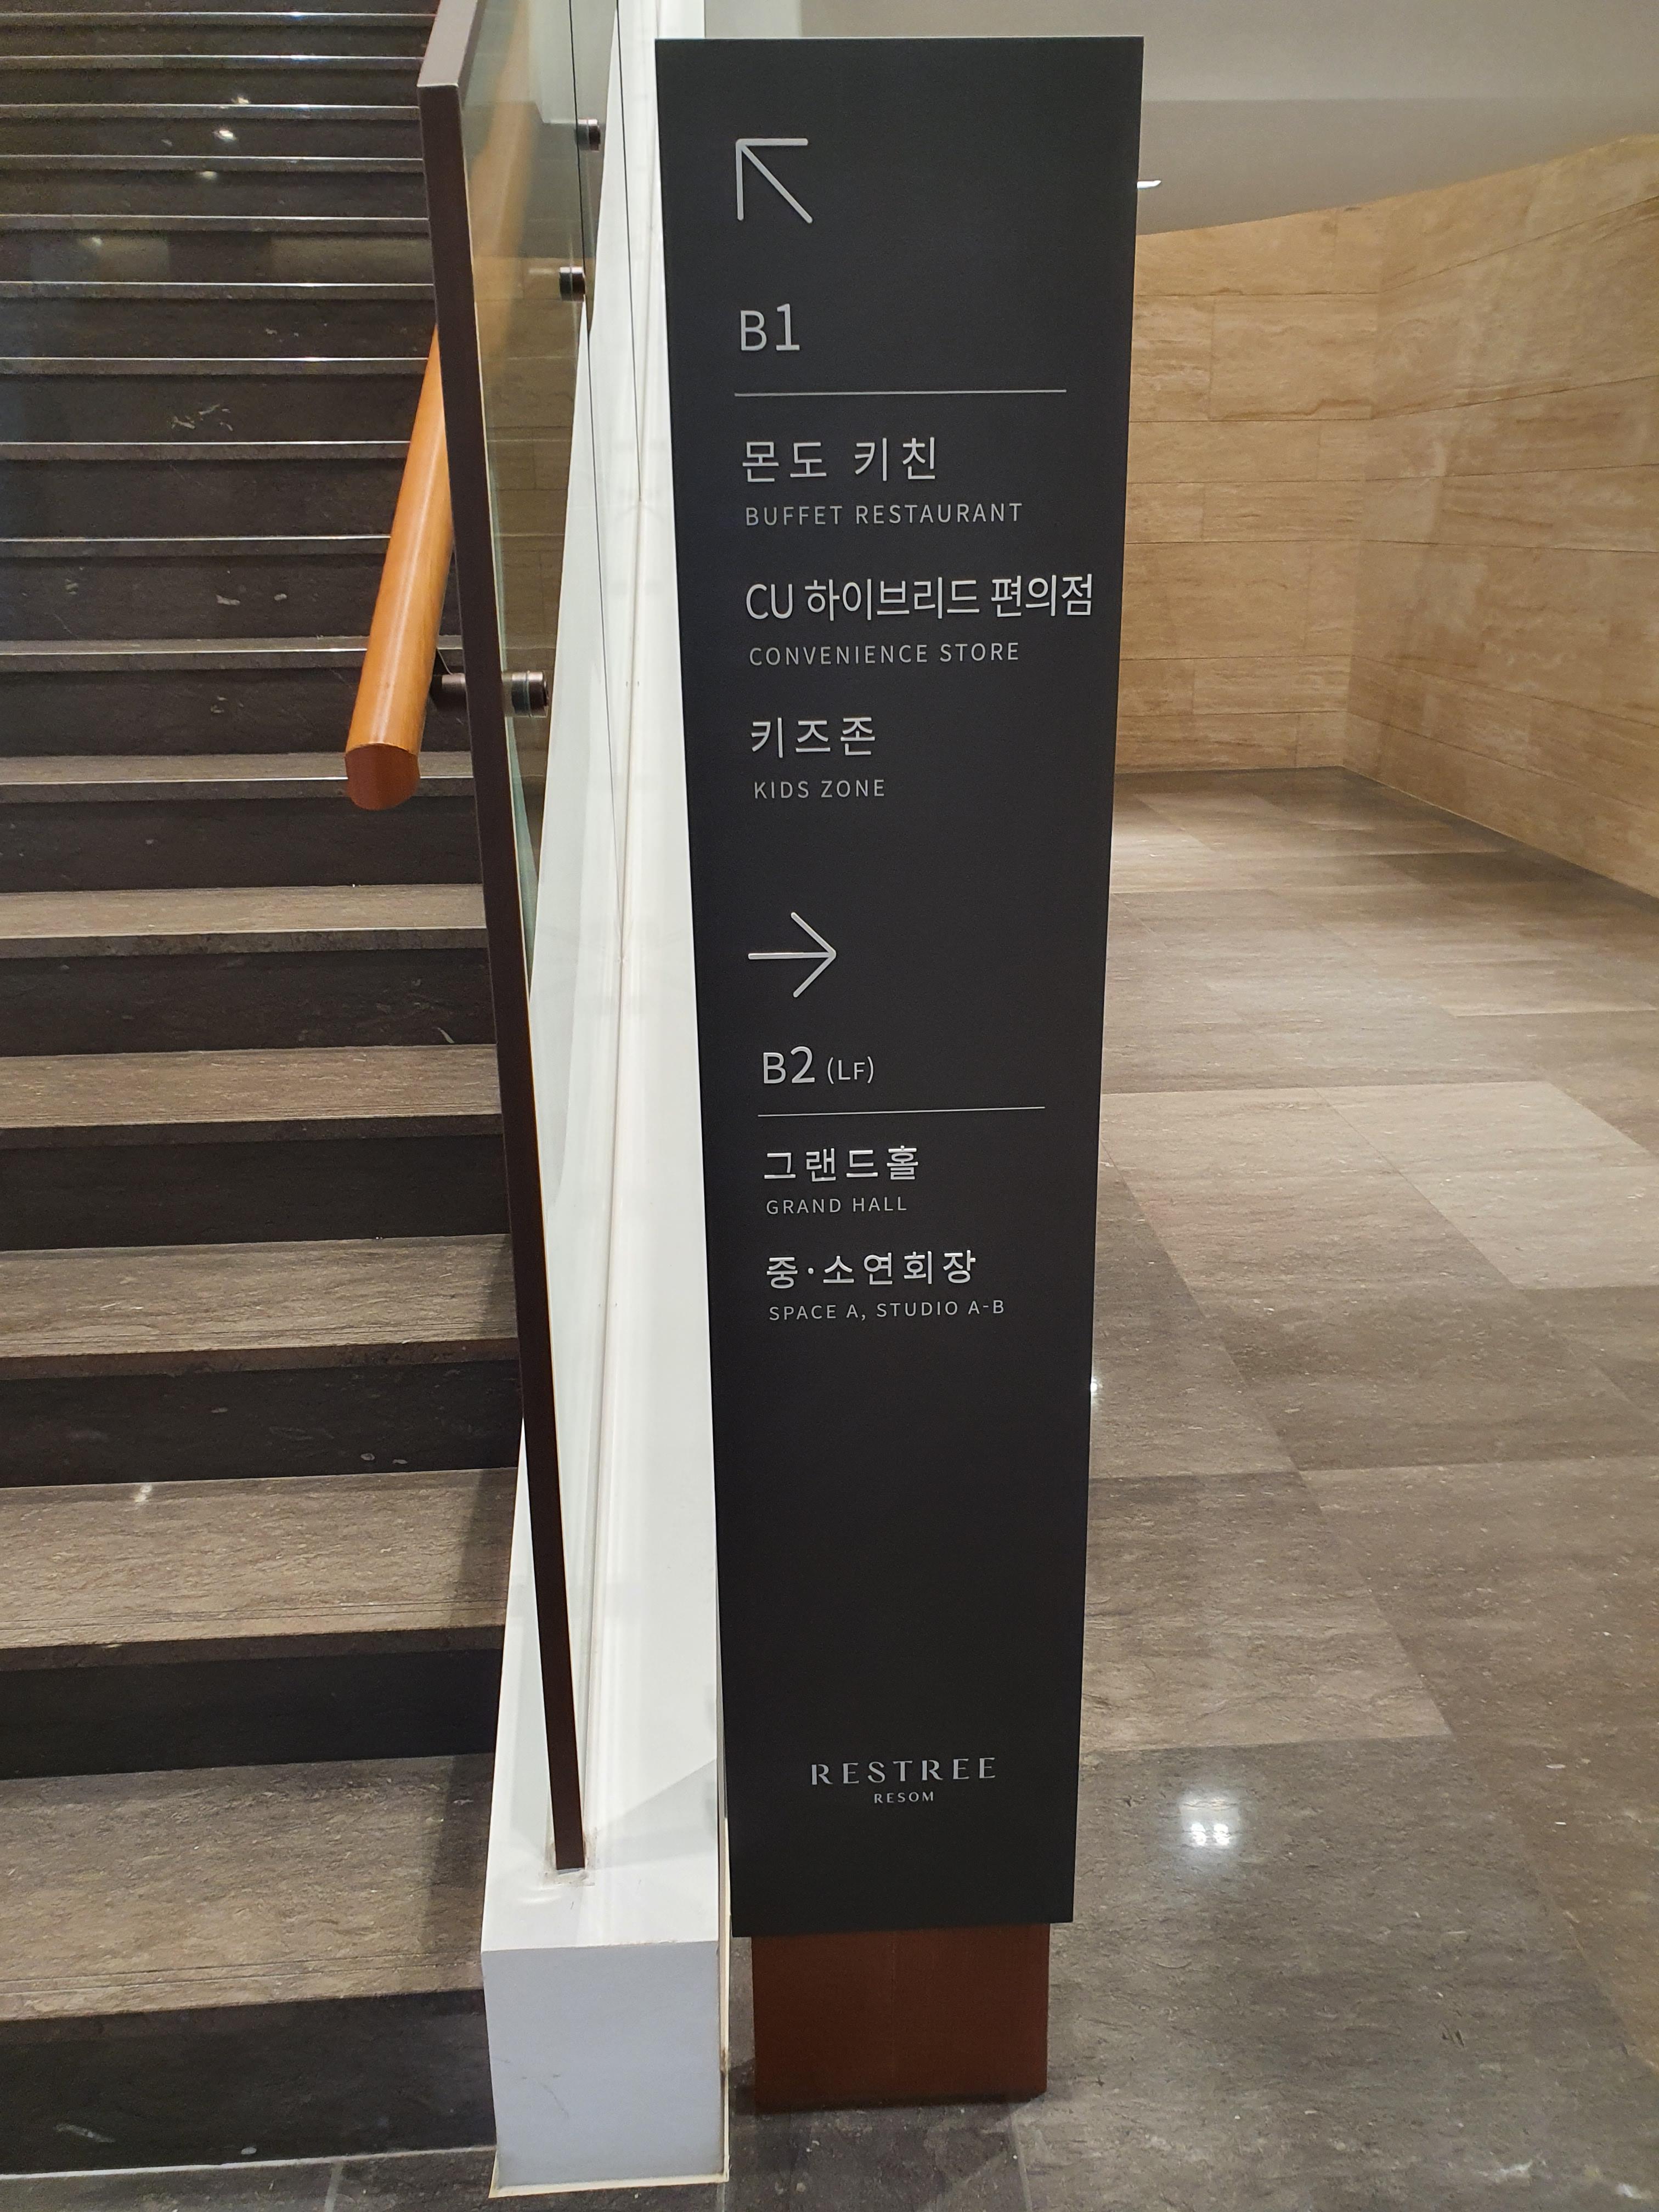 B1
몬도 키친
BUFFET RESTAURANT
CU 하이브리드 편의점
CONVENIENCE STORE
키즈존
KIDS ZONE
B2 (LF)
그랜드홀
GRAND HALL
중·소연회장
SPACE A, STUDIO A-B
RESTREE
RESOM